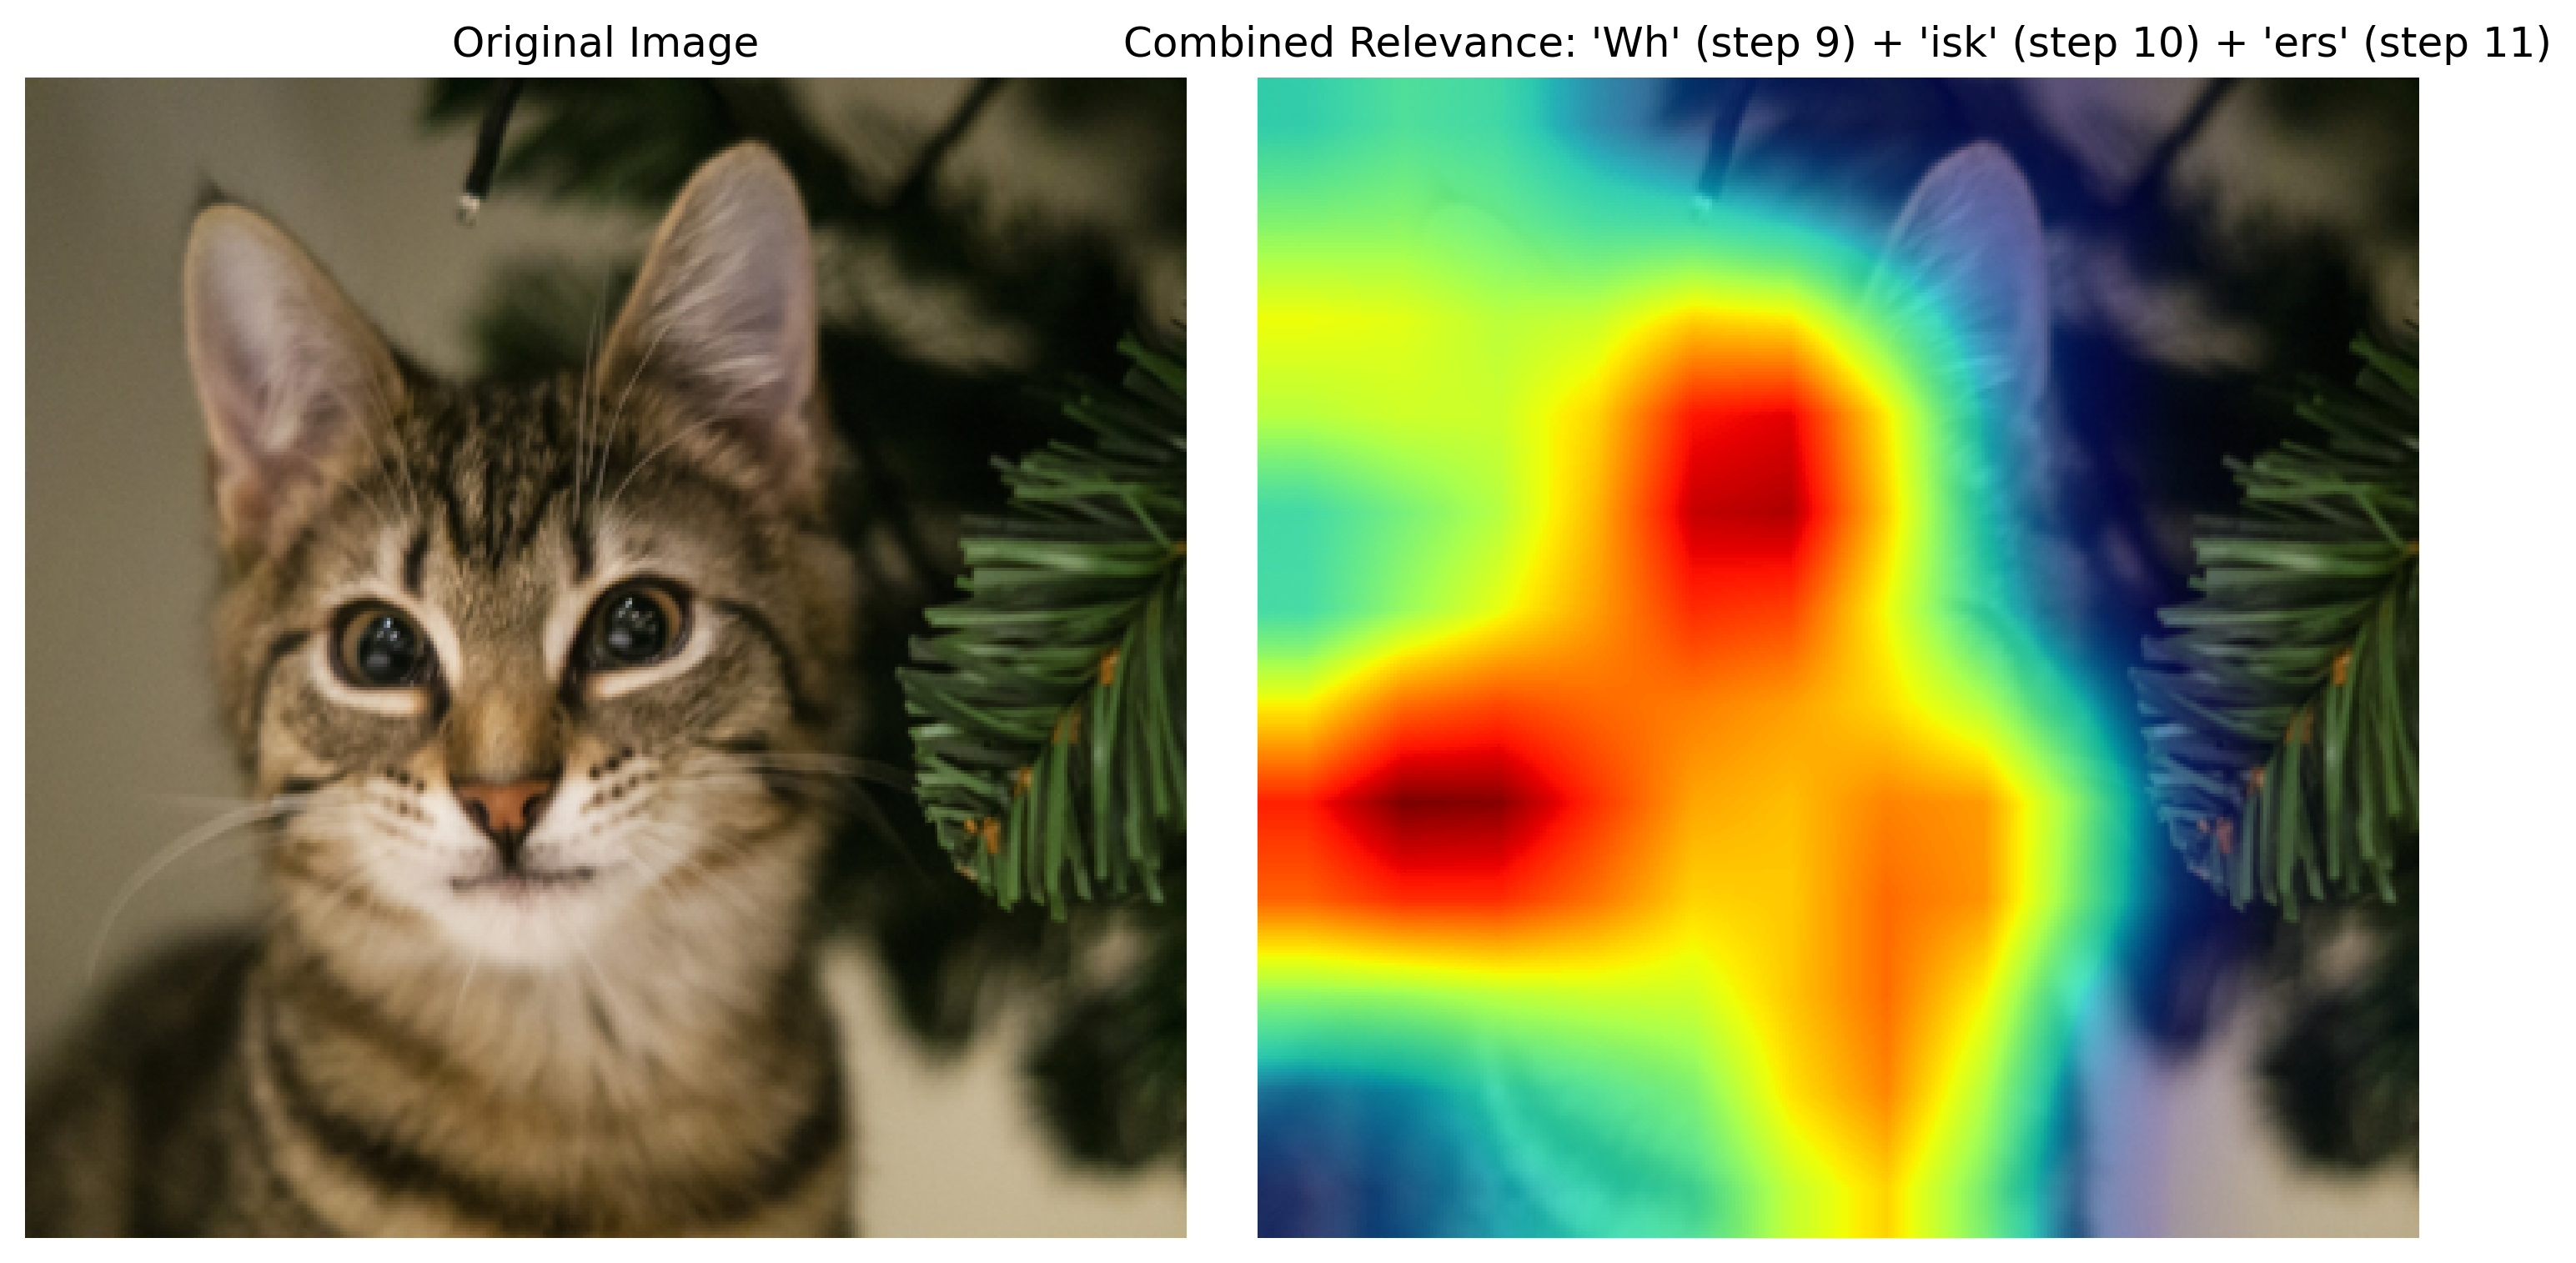 Original Image
Combined Relevance: 'Wh' (step 9) + 'isk' (step 10) + 'ers' (step 11)